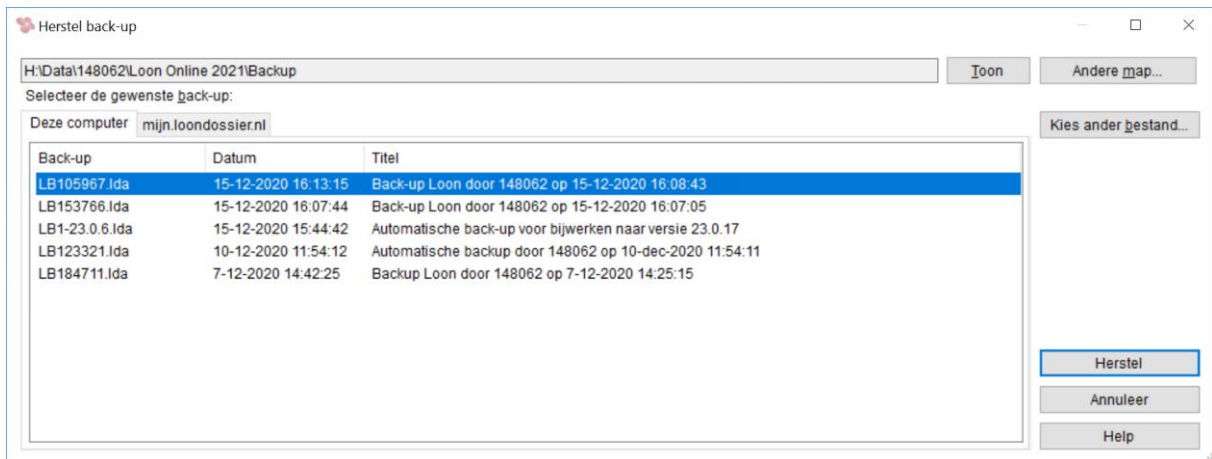 Herstel back-up
H:\Data\148062\Loon Online 2021\Backup
Toon
Andere map...
Selecteer de gewenste back-up:
Deze computer mijn.loondossier.nl
Kies ander bestand...
Back-up Datum Titel
LB105967.lda 15-12-2020 16:13:15 Back-up Loon door 148062 op 15-12-2020 16:08:43
LB153766.lda 15-12-2020 16:07:44 Back-up Loon door 148062 op 15-12-2020 16:07:05
LB1-23.0.6.lda 15-12-2020 15:44:42 Automatische back-up voor bijwerken naar versie 23.0.17
LB123321.lda 10-12-2020 11:54:12 Automatische backup door 148062 op 10-dec-2020 11:54:11
LB184711.lda 7-12-2020 14:42:25 Backup Loon door 148062 op 7-12-2020 14:25:15
Herstel
Annuleer
Help